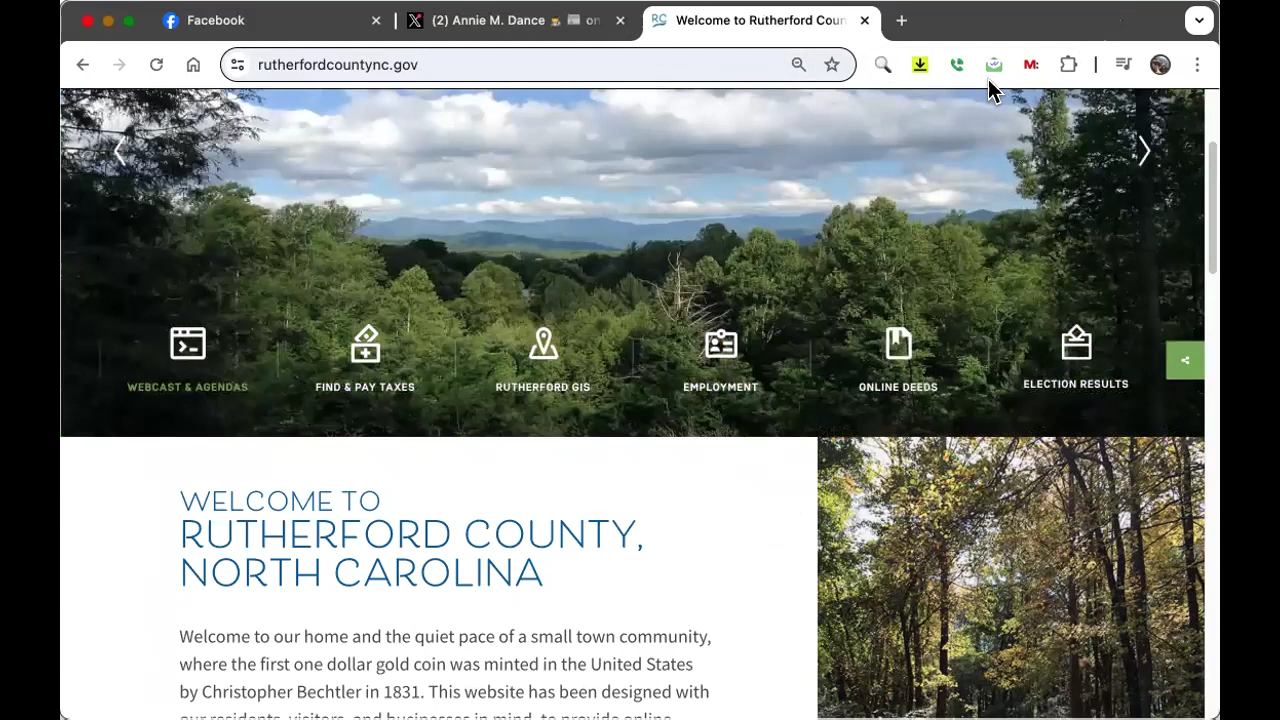 Facebook
(2) Annie M. Dance on
Welcome to Rutherford Coun
rutherfordcountync.gov
M:
WEBCAST & AGENDAS
FIND & PAY TAXES
RUTHERFORD GIS
EMPLOYMENT
ONLINE DEEDS
ELECTION RESULTS
WELCOME TO
RUTHERFORD COUNTY,
NORTH CAROLINA
Welcome to our home and the quiet pace of a small town community,
where the first one dollar gold coin was minted in the United States
by Christopher Bechtler in 1831. This website has been designed with
our residents, visitors, and businesses in mind, to provide online